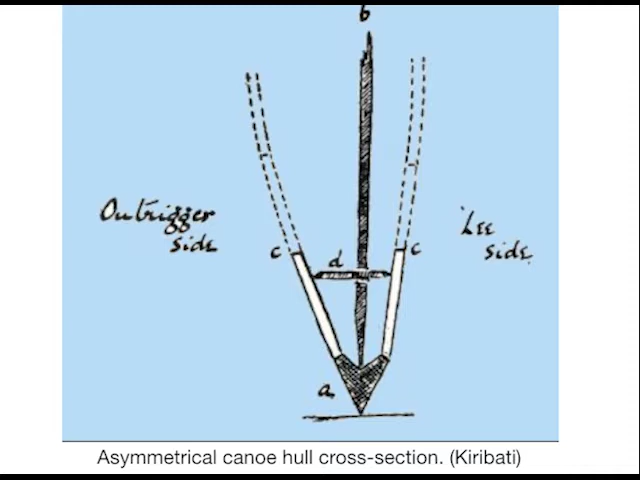 b
Outrigger
side
Lee
side.
c
c
d
a
Asymmetrical canoe hull cross-section. (Kiribati)